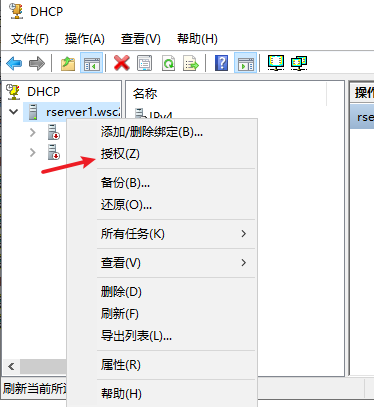 DHCP
文件(F) 操作(A) 查看(V) 帮助(H)
DHCP
rserver1.wsc
名称
IPv4
操作
rse
添加/删除绑定(B)...
授权(Z)
备份(B)...
还原(O)...
所有任务(K)
查看(V)
删除(D)
刷新(F)
导出列表(L)...
属性(R)
帮助(H)
刷新当前所